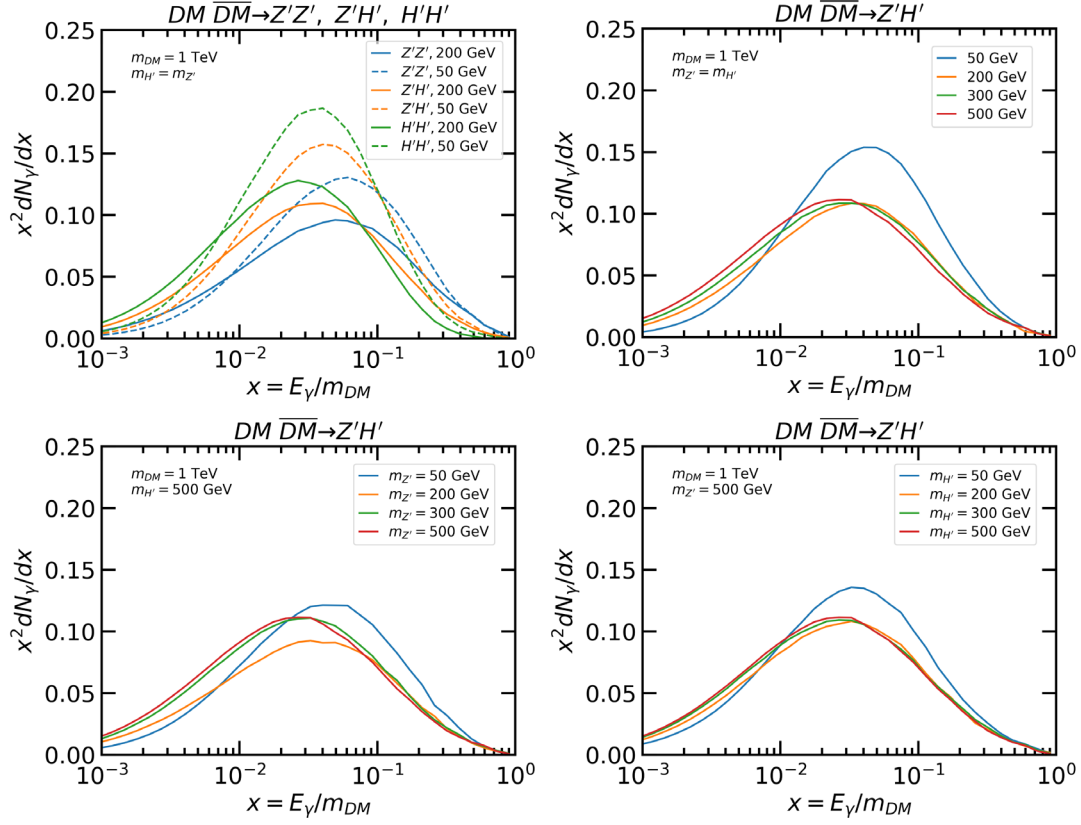 DM DM̅→Z′Z′, Z′H′, H′H′
m_DM = 1 TeV
m_H′ = m_Z′
Z′Z′, 200 GeV
Z′Z′, 50 GeV
Z′H′, 200 GeV
Z′H′, 50 GeV
H′H′, 200 GeV
H′H′, 50 GeV
x²dN_γ/dx
0.25
0.20
0.15
0.10
0.05
0.00
10⁻³
10⁻²
10⁻¹
10⁰
x = E_γ/m_DM
DM DM̅→Z′H′
m_DM = 1 TeV
m_Z′ = m_H′
50 GeV
200 GeV
300 GeV
500 GeV
x²dN_γ/dx
0.25
0.20
0.15
0.10
0.05
0.00
10⁻³
10⁻²
10⁻¹
10⁰
x = E_γ/m_DM
DM DM̅→Z′H′
m_DM = 1 TeV
m_H′ = 500 GeV
m_Z′ = 50 GeV
m_Z′ = 200 GeV
m_Z′ = 300 GeV
m_Z′ = 500 GeV
x²dN_γ/dx
0.25
0.20
0.15
0.10
0.05
0.00
10⁻³
10⁻²
10⁻¹
10⁰
x = E_γ/m_DM
DM DM̅→Z′H′
m_DM = 1 TeV
m_Z′ = 500 GeV
m_H′ = 50 GeV
m_H′ = 200 GeV
m_H′ = 300 GeV
m_H′ = 500 GeV
x²dN_γ/dx
0.25
0.20
0.15
0.10
0.05
0.00
10⁻³
10⁻²
10⁻¹
10⁰
x = E_γ/m_DM